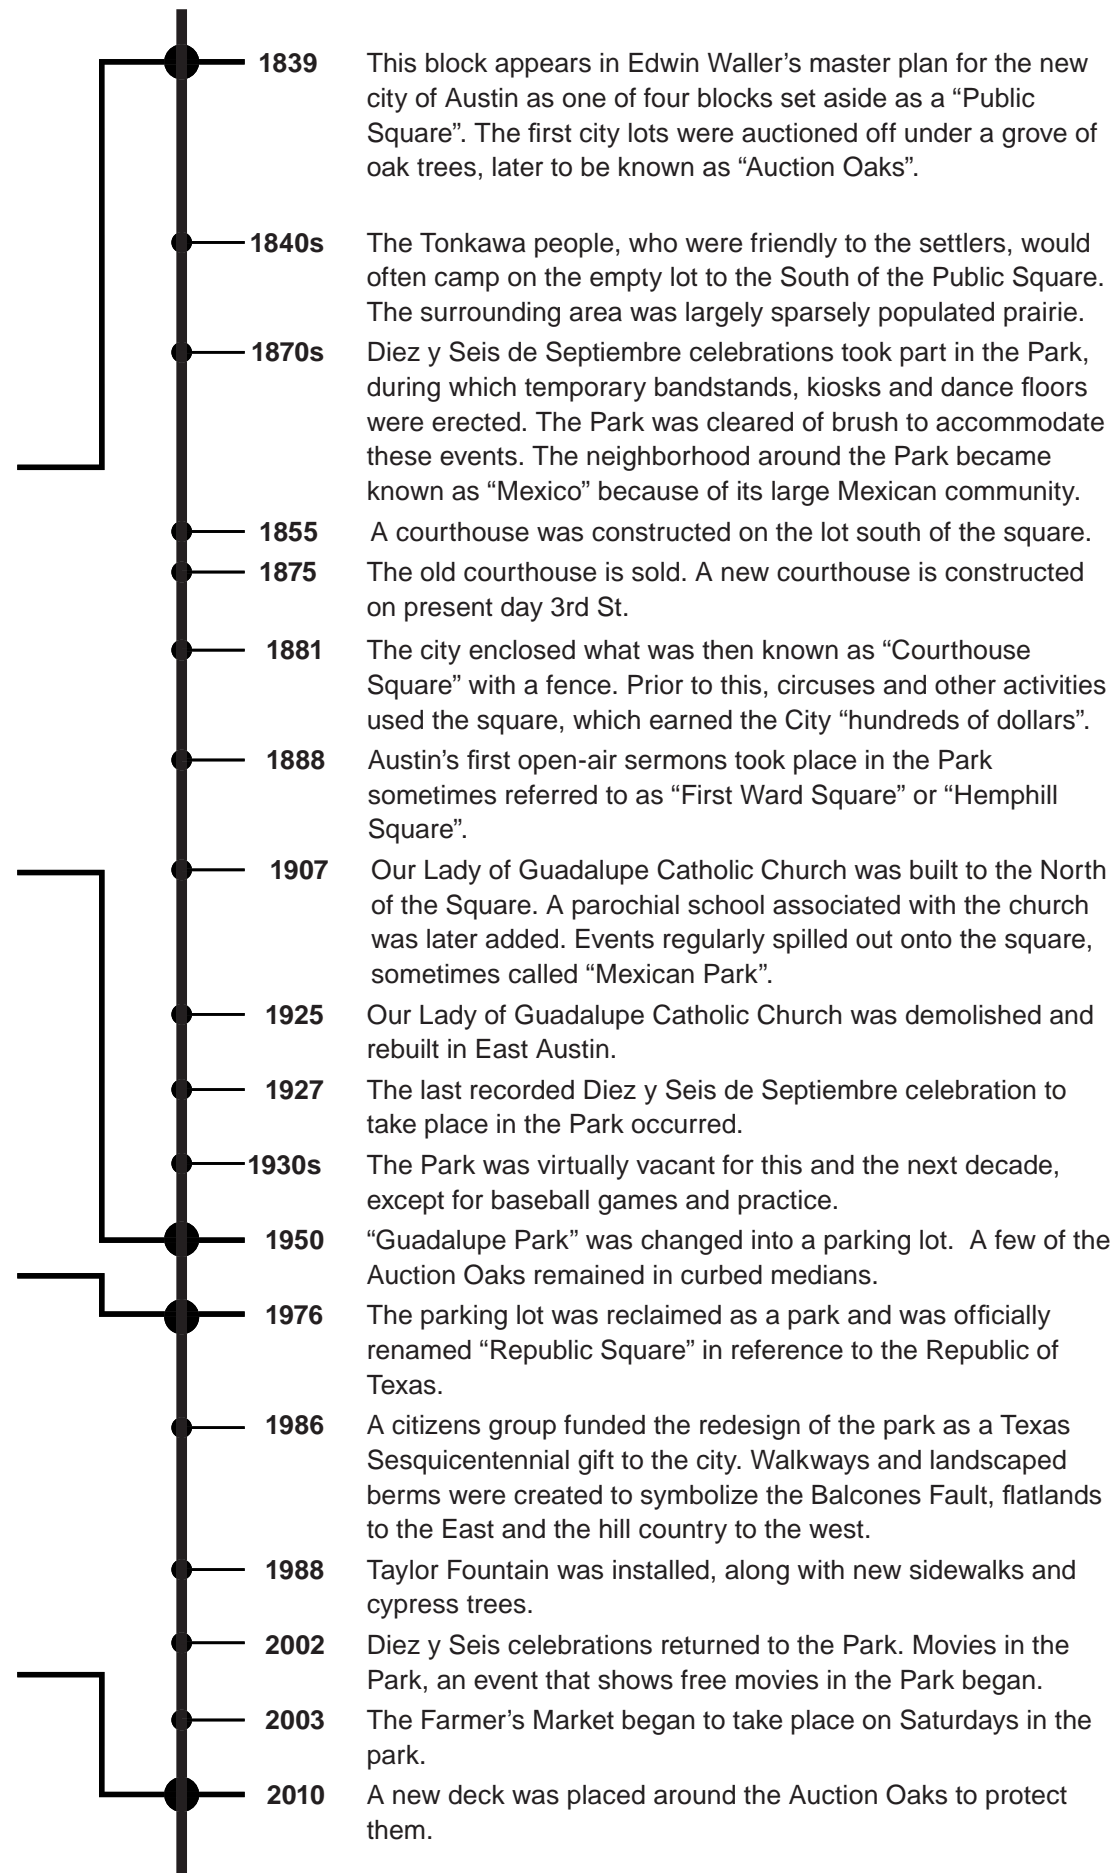 1839 This block appears in Edwin Waller’s master plan for the new
city of Austin as one of four blocks set aside as a “Public
Square”. The first city lots were auctioned off under a grove of
oak trees, later to be known as “Auction Oaks”.
1840s The Tonkawa people, who were friendly to the settlers, would
often camp on the empty lot to the South of the Public Square.
The surrounding area was largely sparsely populated prairie.
1870s Diez y Seis de Septiembre celebrations took part in the Park,
during which temporary bandstands, kiosks and dance floors
were erected. The Park was cleared of brush to accommodate
these events. The neighborhood around the Park became
known as “Mexico” because of its large Mexican community.
1855 A courthouse was constructed on the lot south of the square.
1875 The old courthouse is sold. A new courthouse is constructed
on present day 3rd St.
1881 The city enclosed what was then known as “Courthouse
Square” with a fence. Prior to this, circuses and other activities
used the square, which earned the City “hundreds of dollars”.
1888 Austin’s first open-air sermons took place in the Park
sometimes referred to as “First Ward Square” or “Hemphill
Square”.
1907 Our Lady of Guadalupe Catholic Church was built to the North
of the Square. A parochial school associated with the church
was later added. Events regularly spilled out onto the square,
sometimes called “Mexican Park”.
1925 Our Lady of Guadalupe Catholic Church was demolished and
rebuilt in East Austin.
1927 The last recorded Diez y Seis de Septiembre celebration to
take place in the Park occurred.
1930s The Park was virtually vacant for this and the next decade,
except for baseball games and practice.
1950 “Guadalupe Park” was changed into a parking lot.  A few of the
Auction Oaks remained in curbed medians.
1976 The parking lot was reclaimed as a park and was officially
renamed “Republic Square” in reference to the Republic of
Texas.
1986 A citizens group funded the redesign of the park as a Texas
Sesquicentennial gift to the city. Walkways and landscaped
berms were created to symbolize the Balcones Fault, flatlands
to the East and the hill country to the west.
1988 Taylor Fountain was installed, along with new sidewalks and
cypress trees.
2002 Diez y Seis celebrations returned to the Park. Movies in the
Park, an event that shows free movies in the Park began.
2003 The Farmer’s Market began to take place on Saturdays in the
park.
2010 A new deck was placed around the Auction Oaks to protect
them.